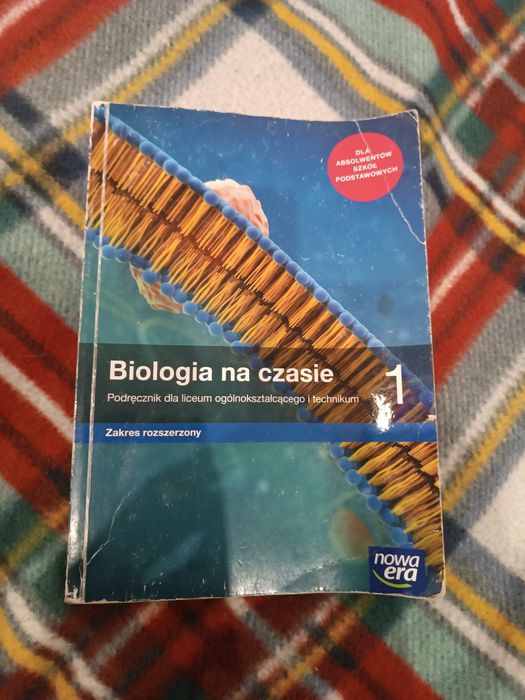 DLA
ABSOLWENTÓW
SZKÓŁ
PODSTAWOWYCH
Biologia na czasie 1
Podręcznik dla liceum ogólnokształcącego i technikum
Zakres rozszerzony
nowa
era